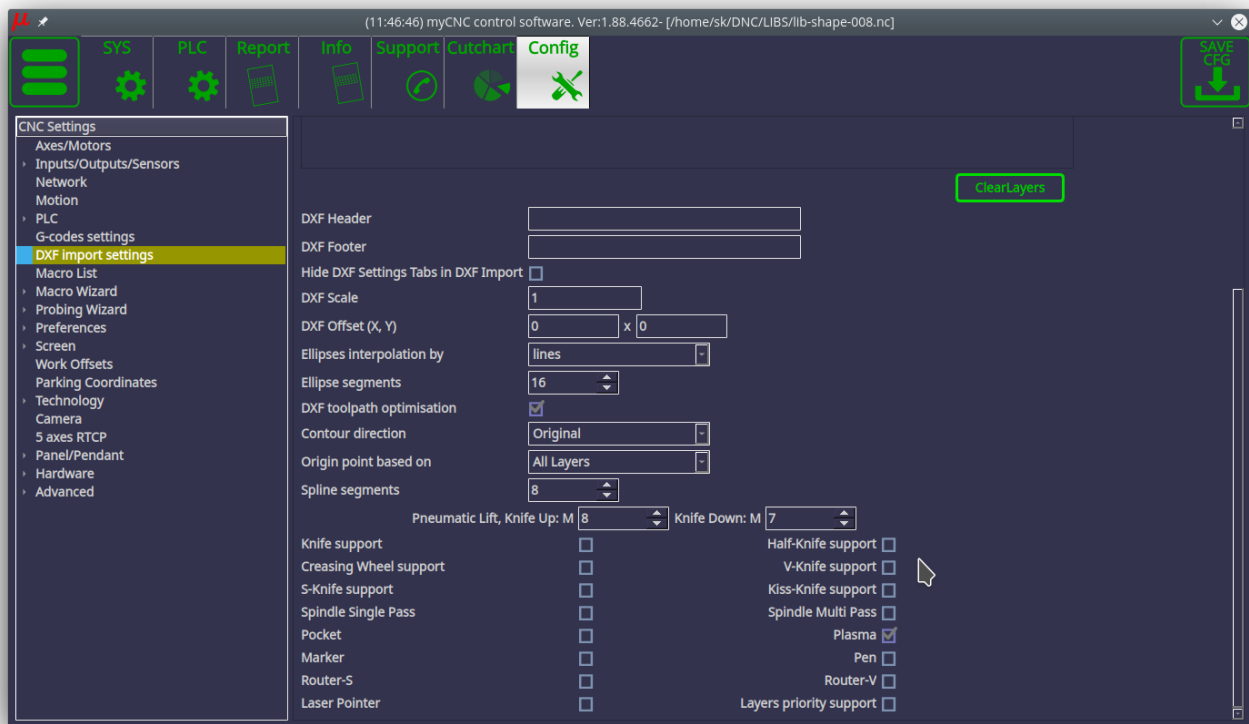 μ (11:46:46) myCNC control software. Ver:1.88.4662- [/home/sk/DNC/LIBS/lib-shape-008.nc]
SYS PLC Report Info Support Cutchart Config SAVE
CFG
CNC Settings
Axes/Motors
Inputs/Outputs/Sensors
Network
Motion
PLC
G-codes settings
DXF import settings
Macro List
Macro Wizard
Probing Wizard
Preferences
Screen
Work Offsets
Parking Coordinates
Technology
Camera
5 axes RTCP
Panel/Pendant
Hardware
Advanced
ClearLayers
DXF Header
DXF Footer
Hide DXF Settings Tabs in DXF Import
DXF Scale 1
DXF Offset (X, Y) 0 x 0
Ellipses interpolation by lines
Ellipse segments 16
DXF toolpath optimisation
Contour direction Original
Origin point based on All Layers
Spline segments 8
Pneumatic Lift, Knife Up: M 8 Knife Down: M 7
Knife support Half-Knife support
Creasing Wheel support V-Knife support
S-Knife support Kiss-Knife support
Spindle Single Pass Spindle Multi Pass
Pocket Plasma
Marker Pen
Router-S Router-V
Laser Pointer Layers priority support